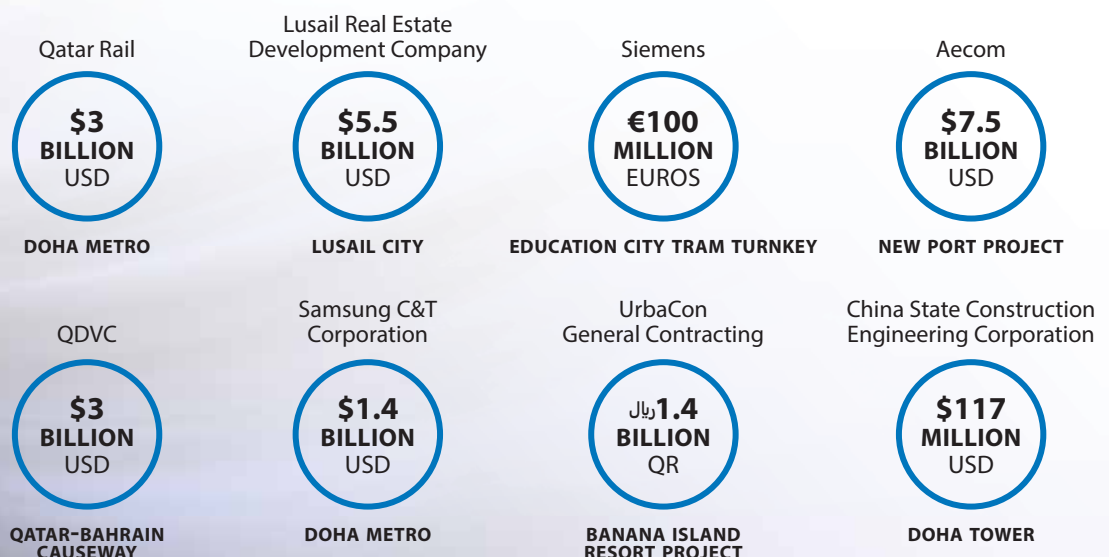 Qatar Rail
$3
BILLION
USD
DOHA METRO
Lusail Real Estate
Development Company
$5.5
BILLION
USD
LUSAIL CITY
Siemens
€100
MILLION
EUROS
EDUCATION CITY TRAM TURNKEY
Aecom
$7.5
BILLION
USD
NEW PORT PROJECT
QDVC
$3
BILLION
USD
QATAR-BAHRAIN
CAUSEWAY
Samsung C&T
Corporation
$1.4
BILLION
USD
DOHA METRO
UrbaCon
General Contracting
ريال1.4
BILLION
QR
BANANA ISLAND
RESORT PROJECT
China State Construction
Engineering Corporation
$117
MILLION
USD
DOHA TOWER